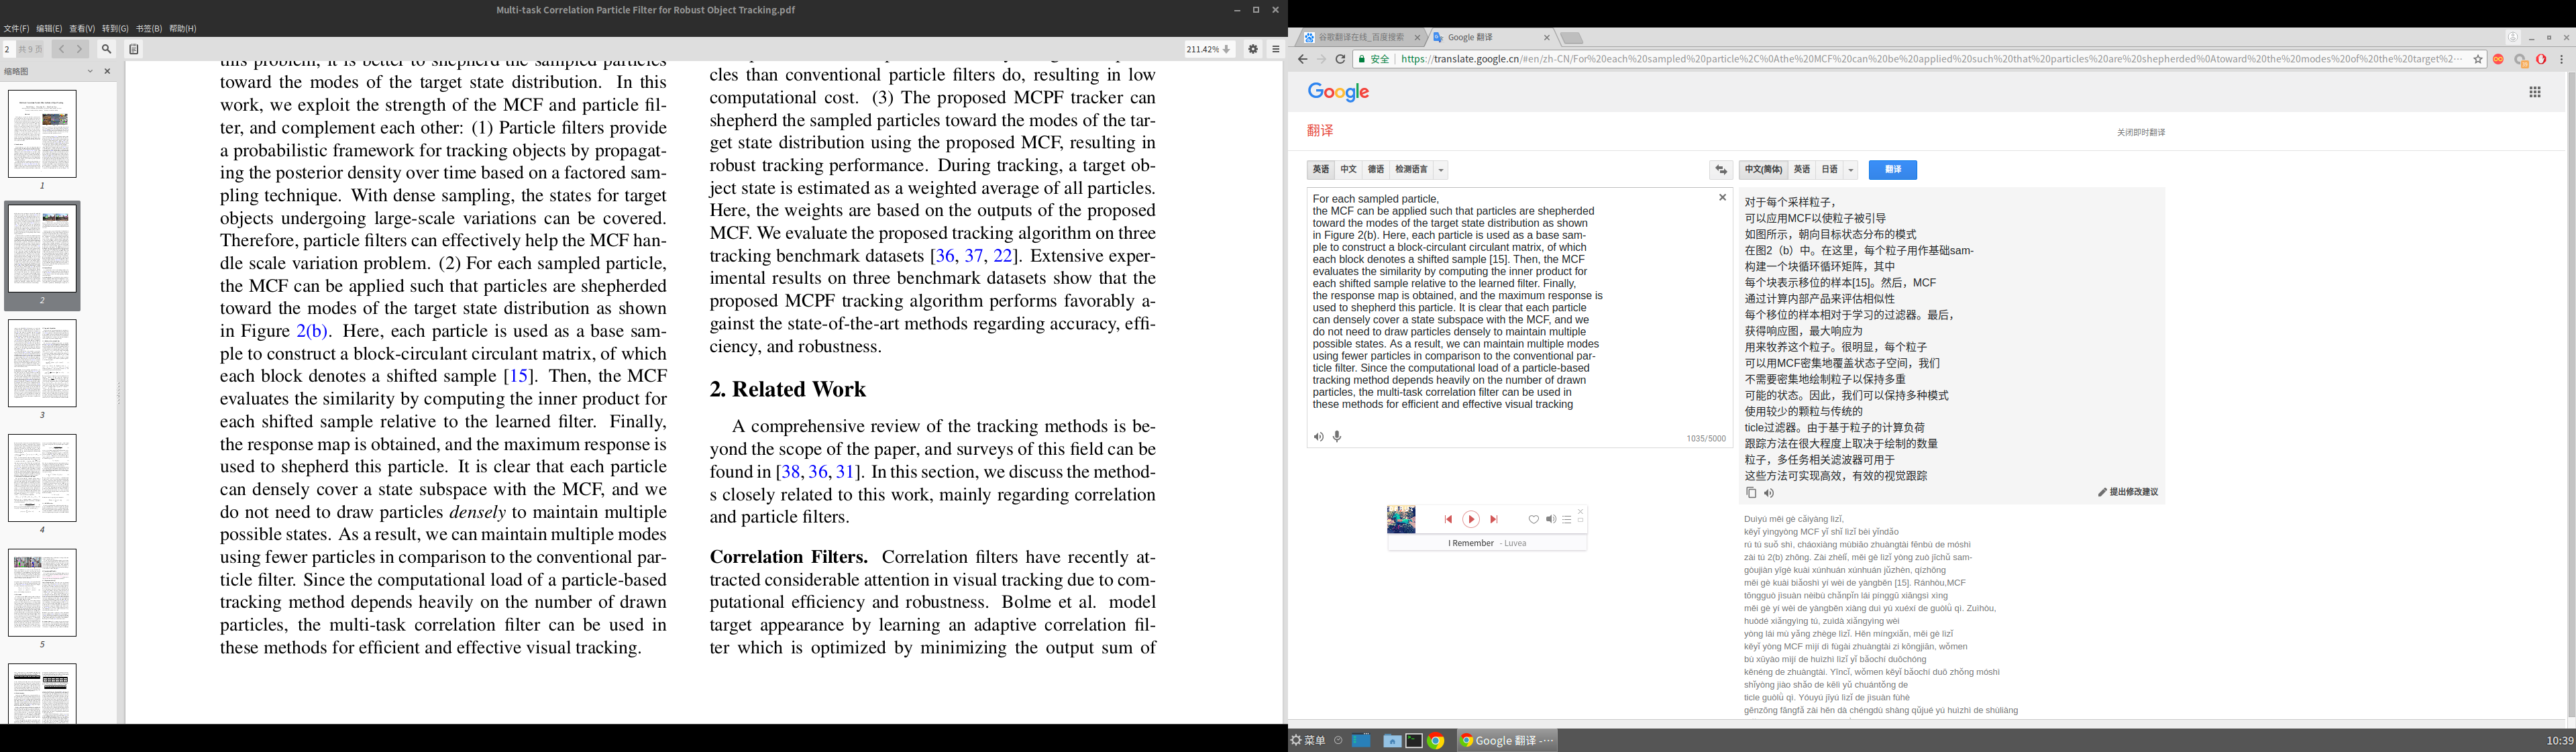 Multi-task Correlation Particle Filter for Robust Object Tracking.pdf
文件(F) 编辑(E) 查看(V) 转到(G) 书签(B) 帮助(H)
2 共 9 页
211.42%
缩略图
1
2
3
4
5
this problem, it is better to shepherd the sampled particles
toward the modes of the target state distribution. In this
work, we exploit the strength of the MCF and particle fil-
ter, and complement each other: (1) Particle filters provide
a probabilistic framework for tracking objects by propagat-
ing the posterior density over time based on a factored sam-
pling technique. With dense sampling, the states for target
objects undergoing large-scale variations can be covered.
Therefore, particle filters can effectively help the MCF han-
dle scale variation problem. (2) For each sampled particle,
the MCF can be applied such that particles are shepherded
toward the modes of the target state distribution as shown
in Figure 2(b). Here, each particle is used as a base sam-
ple to construct a block-circulant circulant matrix, of which
each block denotes a shifted sample [15]. Then, the MCF
evaluates the similarity by computing the inner product for
each shifted sample relative to the learned filter. Finally,
the response map is obtained, and the maximum response is
used to shepherd this particle. It is clear that each particle
can densely cover a state subspace with the MCF, and we
do not need to draw particles densely to maintain multiple
possible states. As a result, we can maintain multiple modes
using fewer particles in comparison to the conventional par-
ticle filter. Since the computational load of a particle-based
tracking method depends heavily on the number of drawn
particles, the multi-task correlation filter can be used in
these methods for efficient and effective visual tracking.
cles than conventional particle filters do, resulting in low
computational cost. (3) The proposed MCPF tracker can
shepherd the sampled particles toward the modes of the tar-
get state distribution using the proposed MCF, resulting in
robust tracking performance. During tracking, a target ob-
ject state is estimated as a weighted average of all particles.
Here, the weights are based on the outputs of the proposed
MCF. We evaluate the proposed tracking algorithm on three
tracking benchmark datasets [36, 37, 22]. Extensive exper-
imental results on three benchmark datasets show that the
proposed MCPF tracking algorithm performs favorably a-
gainst the state-of-the-art methods regarding accuracy, effi-
ciency, and robustness.
2. Related Work
A comprehensive review of the tracking methods is be-
yond the scope of the paper, and surveys of this field can be
found in [38, 36, 31]. In this section, we discuss the method-
s closely related to this work, mainly regarding correlation
and particle filters.
Correlation Filters. Correlation filters have recently at-
tracted considerable attention in visual tracking due to com-
putational efficiency and robustness. Bolme et al. model
target appearance by learning an adaptive correlation fil-
ter which is optimized by minimizing the output sum of
谷歌翻译在线_百度搜索
Google 翻译
安全 https://translate.google.cn/#en/zh-CN/For%20each%20sampled%20particle%2C%0Athe%20MCF%20can%20be%20applied%20such%20that%20particles%20are%20shepherded%0Atoward%20the%20modes%20of%20the%20target%2…
Google
翻译
关闭即时翻译
英语 中文 德语 检测语言
中文(简体) 英语 日语 翻译
For each sampled particle,
the MCF can be applied such that particles are shepherded
toward the modes of the target state distribution as shown
in Figure 2(b). Here, each particle is used as a base sam-
ple to construct a block-circulant circulant matrix, of which
each block denotes a shifted sample [15]. Then, the MCF
evaluates the similarity by computing the inner product for
each shifted sample relative to the learned filter. Finally,
the response map is obtained, and the maximum response is
used to shepherd this particle. It is clear that each particle
can densely cover a state subspace with the MCF, and we
do not need to draw particles densely to maintain multiple
possible states. As a result, we can maintain multiple modes
using fewer particles in comparison to the conventional par-
ticle filter. Since the computational load of a particle-based
tracking method depends heavily on the number of drawn
particles, the multi-task correlation filter can be used in
these methods for efficient and effective visual tracking
1035/5000
对于每个采样粒子，
可以应用MCF以使粒子被引导
如图所示，朝向目标状态分布的模式
在图2（b）中。在这里，每个粒子用作基础sam-
构建一个块循环循环矩阵，其中
每个块表示移位的样本[15]。然后，MCF
通过计算内部产品来评估相似性
每个移位的样本相对于学习的过滤器。最后，
获得响应图，最大响应为
用来牧养这个粒子。很明显，每个粒子
可以用MCF密集地覆盖状态子空间，我们
不需要密集地绘制粒子以保持多重
可能的状态。因此，我们可以保持多种模式
使用较少的颗粒与传统的
ticle过滤器。由于基于粒子的计算负荷
跟踪方法在很大程度上取决于绘制的数量
粒子，多任务相关滤波器可用于
这些方法可实现高效，有效的视觉跟踪
提出修改建议
Duìyú měi gè cǎiyàng lìzǐ,
kěyǐ yìngyòng MCF yǐ shǐ lìzǐ bèi yǐndǎo
rú tú suǒ shì, cháoxiàng mùbiāo zhuàngtài fēnbù de móshì
zài tú 2(b) zhōng. Zài zhèlǐ, měi gè lìzǐ yòng zuò jīchǔ sam-
gòujiàn yīgè kuài xúnhuán xúnhuán jǔzhèn, qízhōng
měi gè kuài biǎoshì yí wèi de yàngběn [15]. Ránhòu,MCF
tōngguò jìsuàn nèibù chǎnpǐn lái pínggū xiāngsì xìng
měi gè yí wèi de yàngběn xiāng duì yú xuéxí de guòlǜ qì. Zuìhòu,
huòdé xiǎngyìng tú, zuìdà xiǎngyìng wèi
yòng lái mù yǎng zhège lìzǐ. Hěn míngxiǎn, měi gè lìzǐ
kěyǐ yòng MCF mìjí dì fùgài zhuàngtài zi kōngjiān, wǒmen
bù xūyào mìjí de huìzhì lìzǐ yǐ bǎochí duōchóng
kěnéng de zhuàngtài. Yīncǐ, wǒmen kěyǐ bǎochí duō zhǒng móshì
shǐyòng jiào shǎo de kēlì yǔ chuántǒng de
ticle guòlǜ qì. Yóuyú jīyú lìzǐ de jìsuàn fùhè
gēnzōng fāngfǎ zài hěn dà chéngdù shàng qǔjué yú huìzhì de shùliàng
I Remember - Luvea
菜单
Google 翻译 -…
10:39